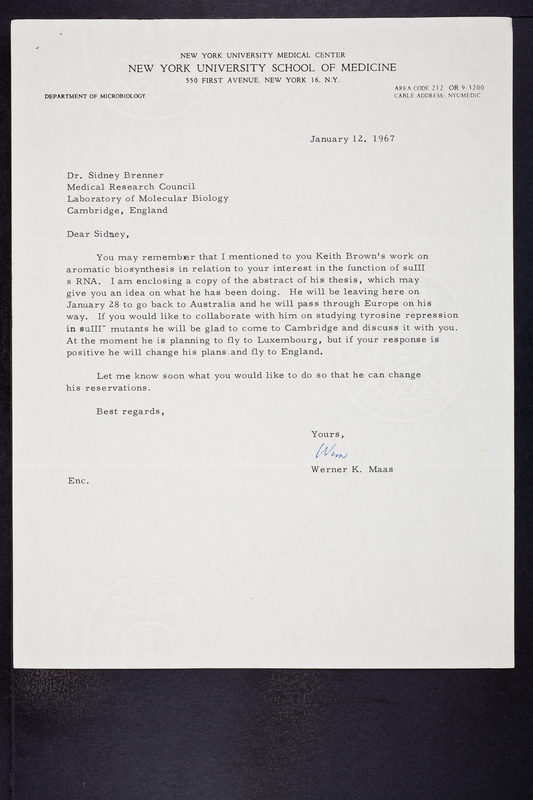 NEW YORK UNIVERSITY MEDICAL CENTER
NEW YORK UNIVERSITY SCHOOL OF MEDICINE
550 FIRST AVENUE, NEW YORK 16, N.Y.
AREA CODE 212 OR 9-3200
DEPARTMENT OF MICROBIOLOGY
CABLE ADDRESS: NYUMEDIC
January 12, 1967
Dr. Sidney Brenner
Medical Research Council
Laboratory of Molecular Biology
Cambridge, England
Dear Sidney,
You may remember that I mentioned to you Keith Brown's work on
aromatic biosynthesis in relation to your interest in the function of suIII
s RNA. I am enclosing a copy of the abstract of his thesis, which may
give you an idea on what he has been doing. He will be leaving here on
January 28 to go back to Australia and he will pass through Europe on his
way. If you would like to collaborate with him on studying tyrosine repression
in suIII⁻ mutants he will be glad to come to Cambridge and discuss it with you.
At the moment he is planning to fly to Luxembourg, but if your response is
positive he will change his plans and fly to England.
Let me know soon what you would like to do so that he can change
his reservations.
Best regards,
Yours,
Werner K. Maas
Enc.